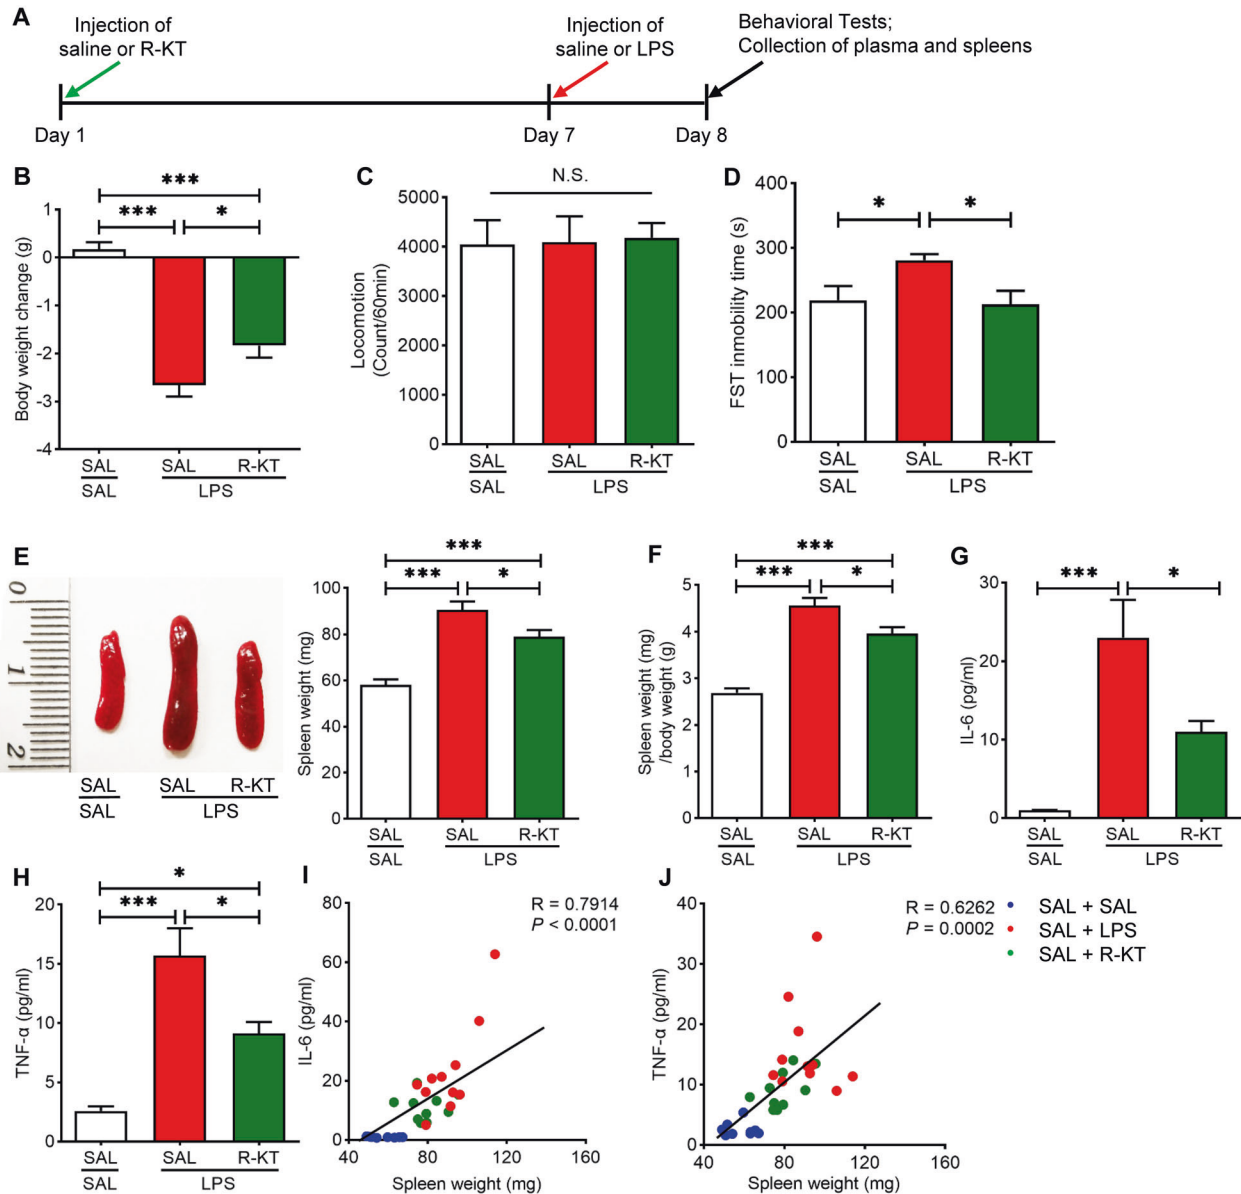 A
Injection of
saline or R-KT
Injection of
saline or LPS
Behavioral Tests;
Collection of plasma and spleens
Day 1
Day 7
Day 8
B
***
***
*
1
0
-1
-2
-3
-4
Body weight change (g)
SAL
SAL
R-KT
SAL
LPS
C
N.S.
5000
4000
3000
2000
1000
0
Locomotion
(Count/60min)
SAL
SAL
R-KT
SAL
LPS
D
*
*
400
300
200
100
0
FST inmobility time (s)
SAL
SAL
R-KT
SAL
LPS
E
0
1
2
SAL
SAL
R-KT
SAL
LPS
***
***
*
100
80
60
40
20
0
Spleen weight (mg)
SAL
SAL
R-KT
SAL
LPS
F
***
***
*
5
4
3
2
1
0
Spleen weight (mg)
/body weight (g)
SAL
SAL
R-KT
SAL
LPS
G
***
*
30
20
10
0
IL-6 (pg/ml)
SAL
SAL
R-KT
SAL
LPS
H
*
***
*
20
15
10
5
0
TNF-α (pg/ml)
SAL
SAL
R-KT
SAL
LPS
I
R = 0.7914
P < 0.0001
80
60
40
20
0
IL-6 (pg/ml)
40
80
120
160
Spleen weight (mg)
J
R = 0.6262
P = 0.0002
SAL + SAL
SAL + LPS
SAL + R-KT
40
30
20
10
0
TNF-α (pg/ml)
40
80
120
160
Spleen weight (mg)